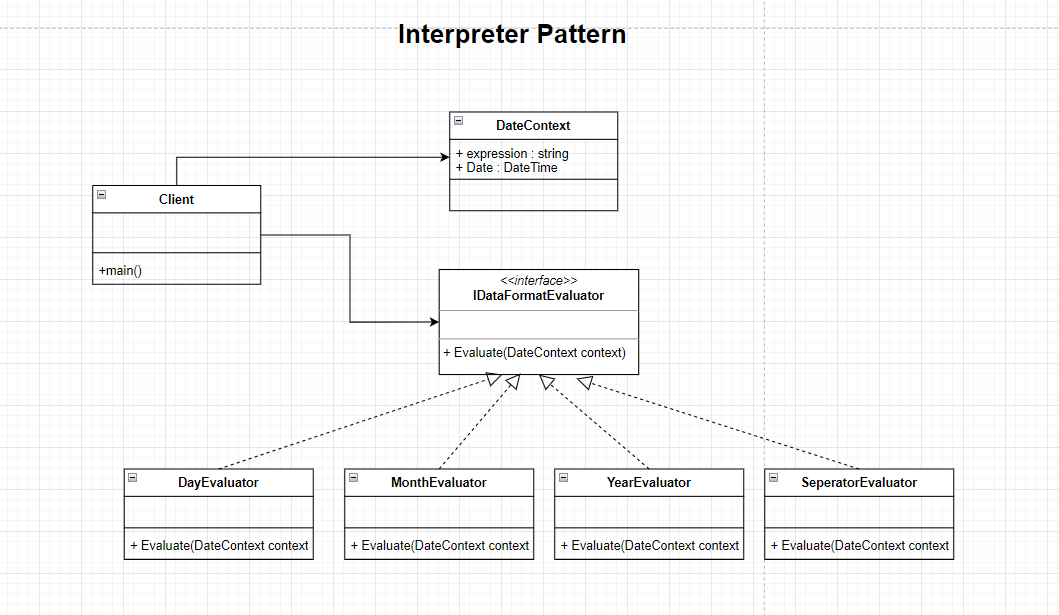 Interpreter Pattern
DateContext
+ expression : string
+ Date : DateTime
Client
+main()
<<interface>>
IDataFormatEvaluator
+ Evaluate(DateContext context)
DayEvaluator
+ Evaluate(DateContext context
MonthEvaluator
+ Evaluate(DateContext context
YearEvaluator
+ Evaluate(DateContext context
SeperatorEvaluator
+ Evaluate(DateContext context